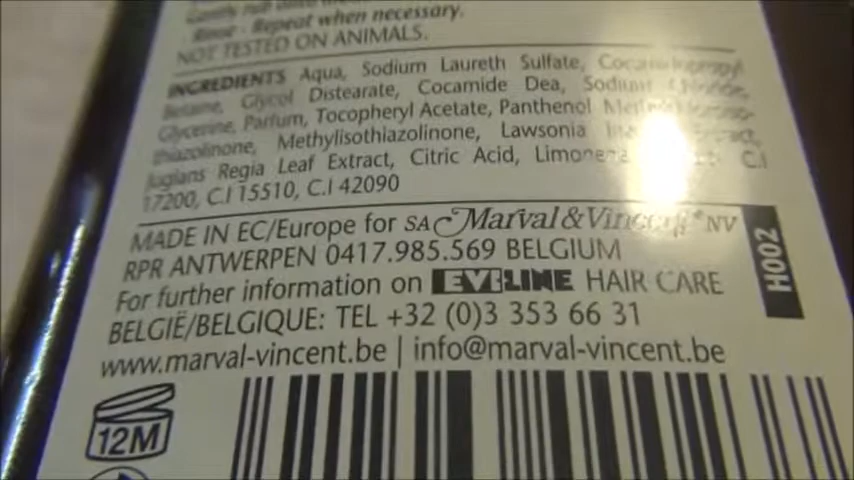 Gently rub
Rinse - Repeat when necessary.
NOT TESTED ON ANIMALS.
INGREDIENTS Aqua, Sodium Laureth Sulfate, Cocamidopropyl
Betaine, Glycol Distearate, Cocamide Dea, Sodium Chloride,
Glycerine, Parfum, Tocopheryl Acetate, Panthenol
thiazolinone, Methylisothiazolinone, Lawsonia
Juglans Regia Leaf Extract, Citric Acid, Limonene C.I
17200, C.I 15510, C.I 42090
MADE IN EC/Europe for SA Marval & Vincent NV
RPR ANTWERPEN 0417.985.569 BELGIUM
For further information on EVELINE HAIR CARE
BELGIË/BELGIQUE: TEL +32 (0)3 353 66 31
www.marval-vincent.be | info@marval-vincent.be
H002
12M